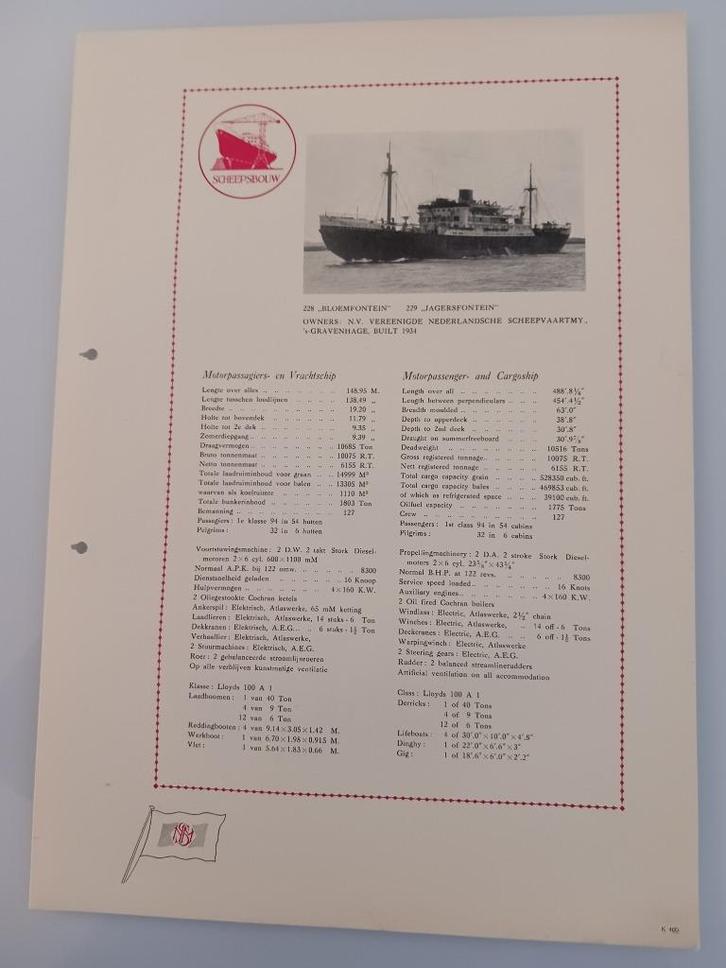 SCHEEPSBOUW
228 „BLOEMFONTEIN” 229 „JAGERSFONTEIN”
OWNERS: N.V. VEREENIGDE NEDERLANDSCHE SCHEEPVAARTMY.,
's-GRAVENHAGE, BUILT 1934
Motorpassagiers- en Vrachtschip
Lengte over alles .. .. .. .. .. .. 148.95 M.
Lengte tusschen loodlijnen .. .. .. .. 138.49 „
Breedte .. .. .. .. .. .. .. 19.20 „
Holte tot bovendek .. .. .. .. .. 11.79 „
Holte tot 2e dek .. .. .. .. .. .. 9.35 „
Zomerdiepgang .. .. .. .. .. .. 9.39 „
Draagvermogen .. .. .. .. .. .. 10685 Ton
Bruto tonnenmaat .. .. .. .. .. 10075 R.T.
Netto tonnenmaat .. .. .. .. .. 6155 R.T.
Totale laadruiminhoud voor graan .. .. 14999 M³
Totale laadruiminhoud voor balen .. .. 13305 M³
waarvan als koelruimte .. .. .. .. 1110 M³
Totale bunkerinhoud .. .. .. .. .. 1803 Ton
Bemanning .. .. .. .. .. .. .. 127
Passagiers: 1e klasse 94 in 54 hutten
Pelgrims: 32 in 6 hutten
Voortstuwingsmachine: 2 D.W. 2 takt Stork Diesel-
motoren 2×6 cyl. 600×1100 mM
Normaal A.P.K. bij 122 omw. .. .. .. .. 8300
Dienstsnelheid geladen .. .. .. .. .. 16 Knoop
Hulpvermogen .. .. .. .. .. .. 4×160 K.W.
2 Oliegestookte Cochran ketels
Ankerspil: Elektrisch, Atlaswerke, 65 mM ketting
Laadlieren: Elektrisch, Atlaswerke, 14 stuks - 6 Ton
Dekkranen: Elektrisch, A.E.G. .. .. 6 stuks - 1½ Ton
Verhaallier: Elektrisch, Atlaswerke,
2 Stuurmachines: Elektrisch, A.E.G.
Roer: 2 gebalanceerde stroomlijnroeren
Op alle verblijven kunstmatige ventilatie
Klasse: Lloyds 100 A 1
Laadboomen: 1 van 40 Ton
4 van 9 Ton
12 van 6 Ton
Reddingbooten: 4 van 9.14×3.05×1.42 M.
Werkboot: 1 van 6.70×1.98×0.915 M.
Vlet: 1 van 5.64×1.83×0.66 M.
Motorpassenger- and Cargoship
Length over all .. .. .. .. .. .. 488'.8⅛"
Length between perpendiculars .. .. .. 454'.4½"
Breadth moulded .. .. .. .. .. .. 63'.0"
Depth to upperdeck .. .. .. .. .. 38'.8"
Depth to 2nd deck .. .. .. .. .. 30'.8"
Draught on summerfreeboard .. .. .. 30'.9⅞"
Deadweight .. .. .. .. .. .. 10516 Tons
Gross registered tonnage .. .. .. .. 10075 R.T.
Nett registered tonnage .. .. .. .. 6155 R.T.
Total cargo capacity grain .. .. .. 528350 cub. ft.
Total cargo capacity bales .. .. .. 469853 cub. ft.
of which as refrigerated space .. .. .. 39100 cub. ft.
Oilfuel capacity .. .. .. .. .. 1775 Tons
Crew .. .. .. .. .. .. .. 127
Passengers: 1st class 94 in 54 cabins
Pilgrims: 32 in 6 cabins
Propellingmachinery: 2 D.A. 2 stroke Stork Diesel-
motors 2×6 cyl. 23⅝"×43¼"
Normal B.H.P. at 122 revs. .. .. .. .. 8300
Service speed loaded .. .. .. .. .. 16 Knots
Auxiliary engines .. .. .. .. .. 4×160 K.W.
2 Oil fired Cochran boilers
Windlass: Electric, Atlaswerke, 2½" chain
Winches: Electric, Atlaswerke, .. 14 off - 6 Tons
Deckcranes: Electric, A.E.G. .. .. 6 off - 1½ Tons
Warpingwinch: Electric, Atlaswerke
2 Steering gears: Electric, A.E.G.
Rudder: 2 balanced streamlinerudders
Artificial ventilation on all accommodation
Class: Lloyds 100 A 1
Derricks: 1 of 40 Tons
4 of 9 Tons
12 of 6 Tons
Lifeboats: 4 of 30'.0"×10'.0"×4'.8"
Dinghy: 1 of 22'.0"×6'.6"×3"
Gig: 1 of 18'.6"×6'.0"×2'.2"
K 409